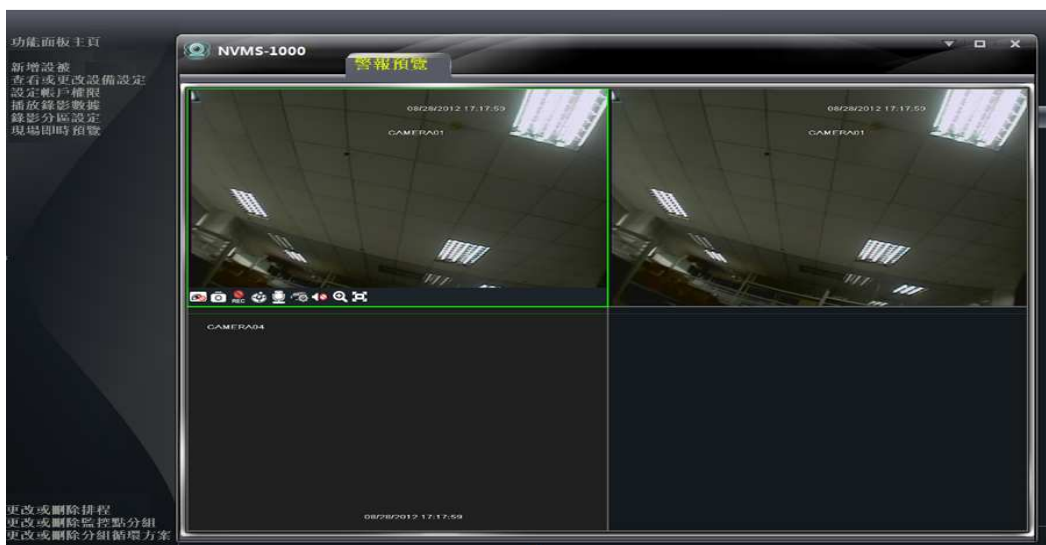 功能面板主頁
新增設被
查看或更改設備設定
設定帳戶權限
播放錄影數據
錄影分區設定
現場即時預覽
NVMS-1000
警報預覽
08/28/2012 17:17:59
CAMERA01
08/28/2012 17:17:59
CAMERA01
REC
CAMERA04
08/28/2012 17:17:59
更改或刪除排程
更改或刪除監控點分組
更改或刪除分組循環方案